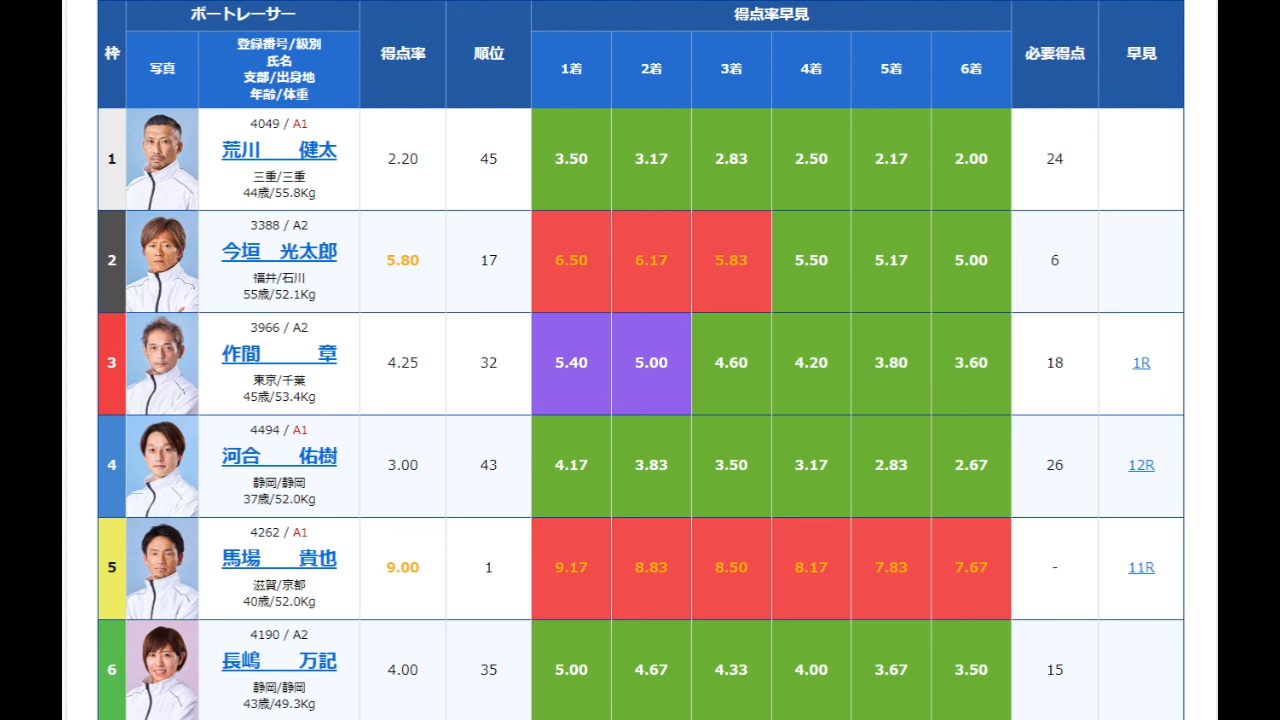 枠
ボートレーサー
得点率
順位
得点率早見
必要得点
早見
写真
登録番号/級別
氏名
支部/出身地
年齢/体重
1着 2着 3着 4着 5着 6着
1
4049 / A1
荒川 健太
三重/三重
44歳/55.8Kg
2.20 45 3.50 3.17 2.83 2.50 2.17 2.00 24
2
3388 / A2
今垣 光太郎
福井/石川
55歳/52.1Kg
5.80 17 6.50 6.17 5.83 5.50 5.17 5.00 6
3
3966 / A2
作間 章
東京/千葉
45歳/53.4Kg
4.25 32 5.40 5.00 4.60 4.20 3.80 3.60 18 1R
4
4494 / A1
河合 佑樹
静岡/静岡
37歳/52.0Kg
3.00 43 4.17 3.83 3.50 3.17 2.83 2.67 26 12R
5
4262 / A1
馬場 貴也
滋賀/京都
40歳/52.0Kg
9.00 1 9.17 8.83 8.50 8.17 7.83 7.67 - 11R
6
4190 / A2
長嶋 万記
静岡/静岡
43歳/49.3Kg
4.00 35 5.00 4.67 4.33 4.00 3.67 3.50 15